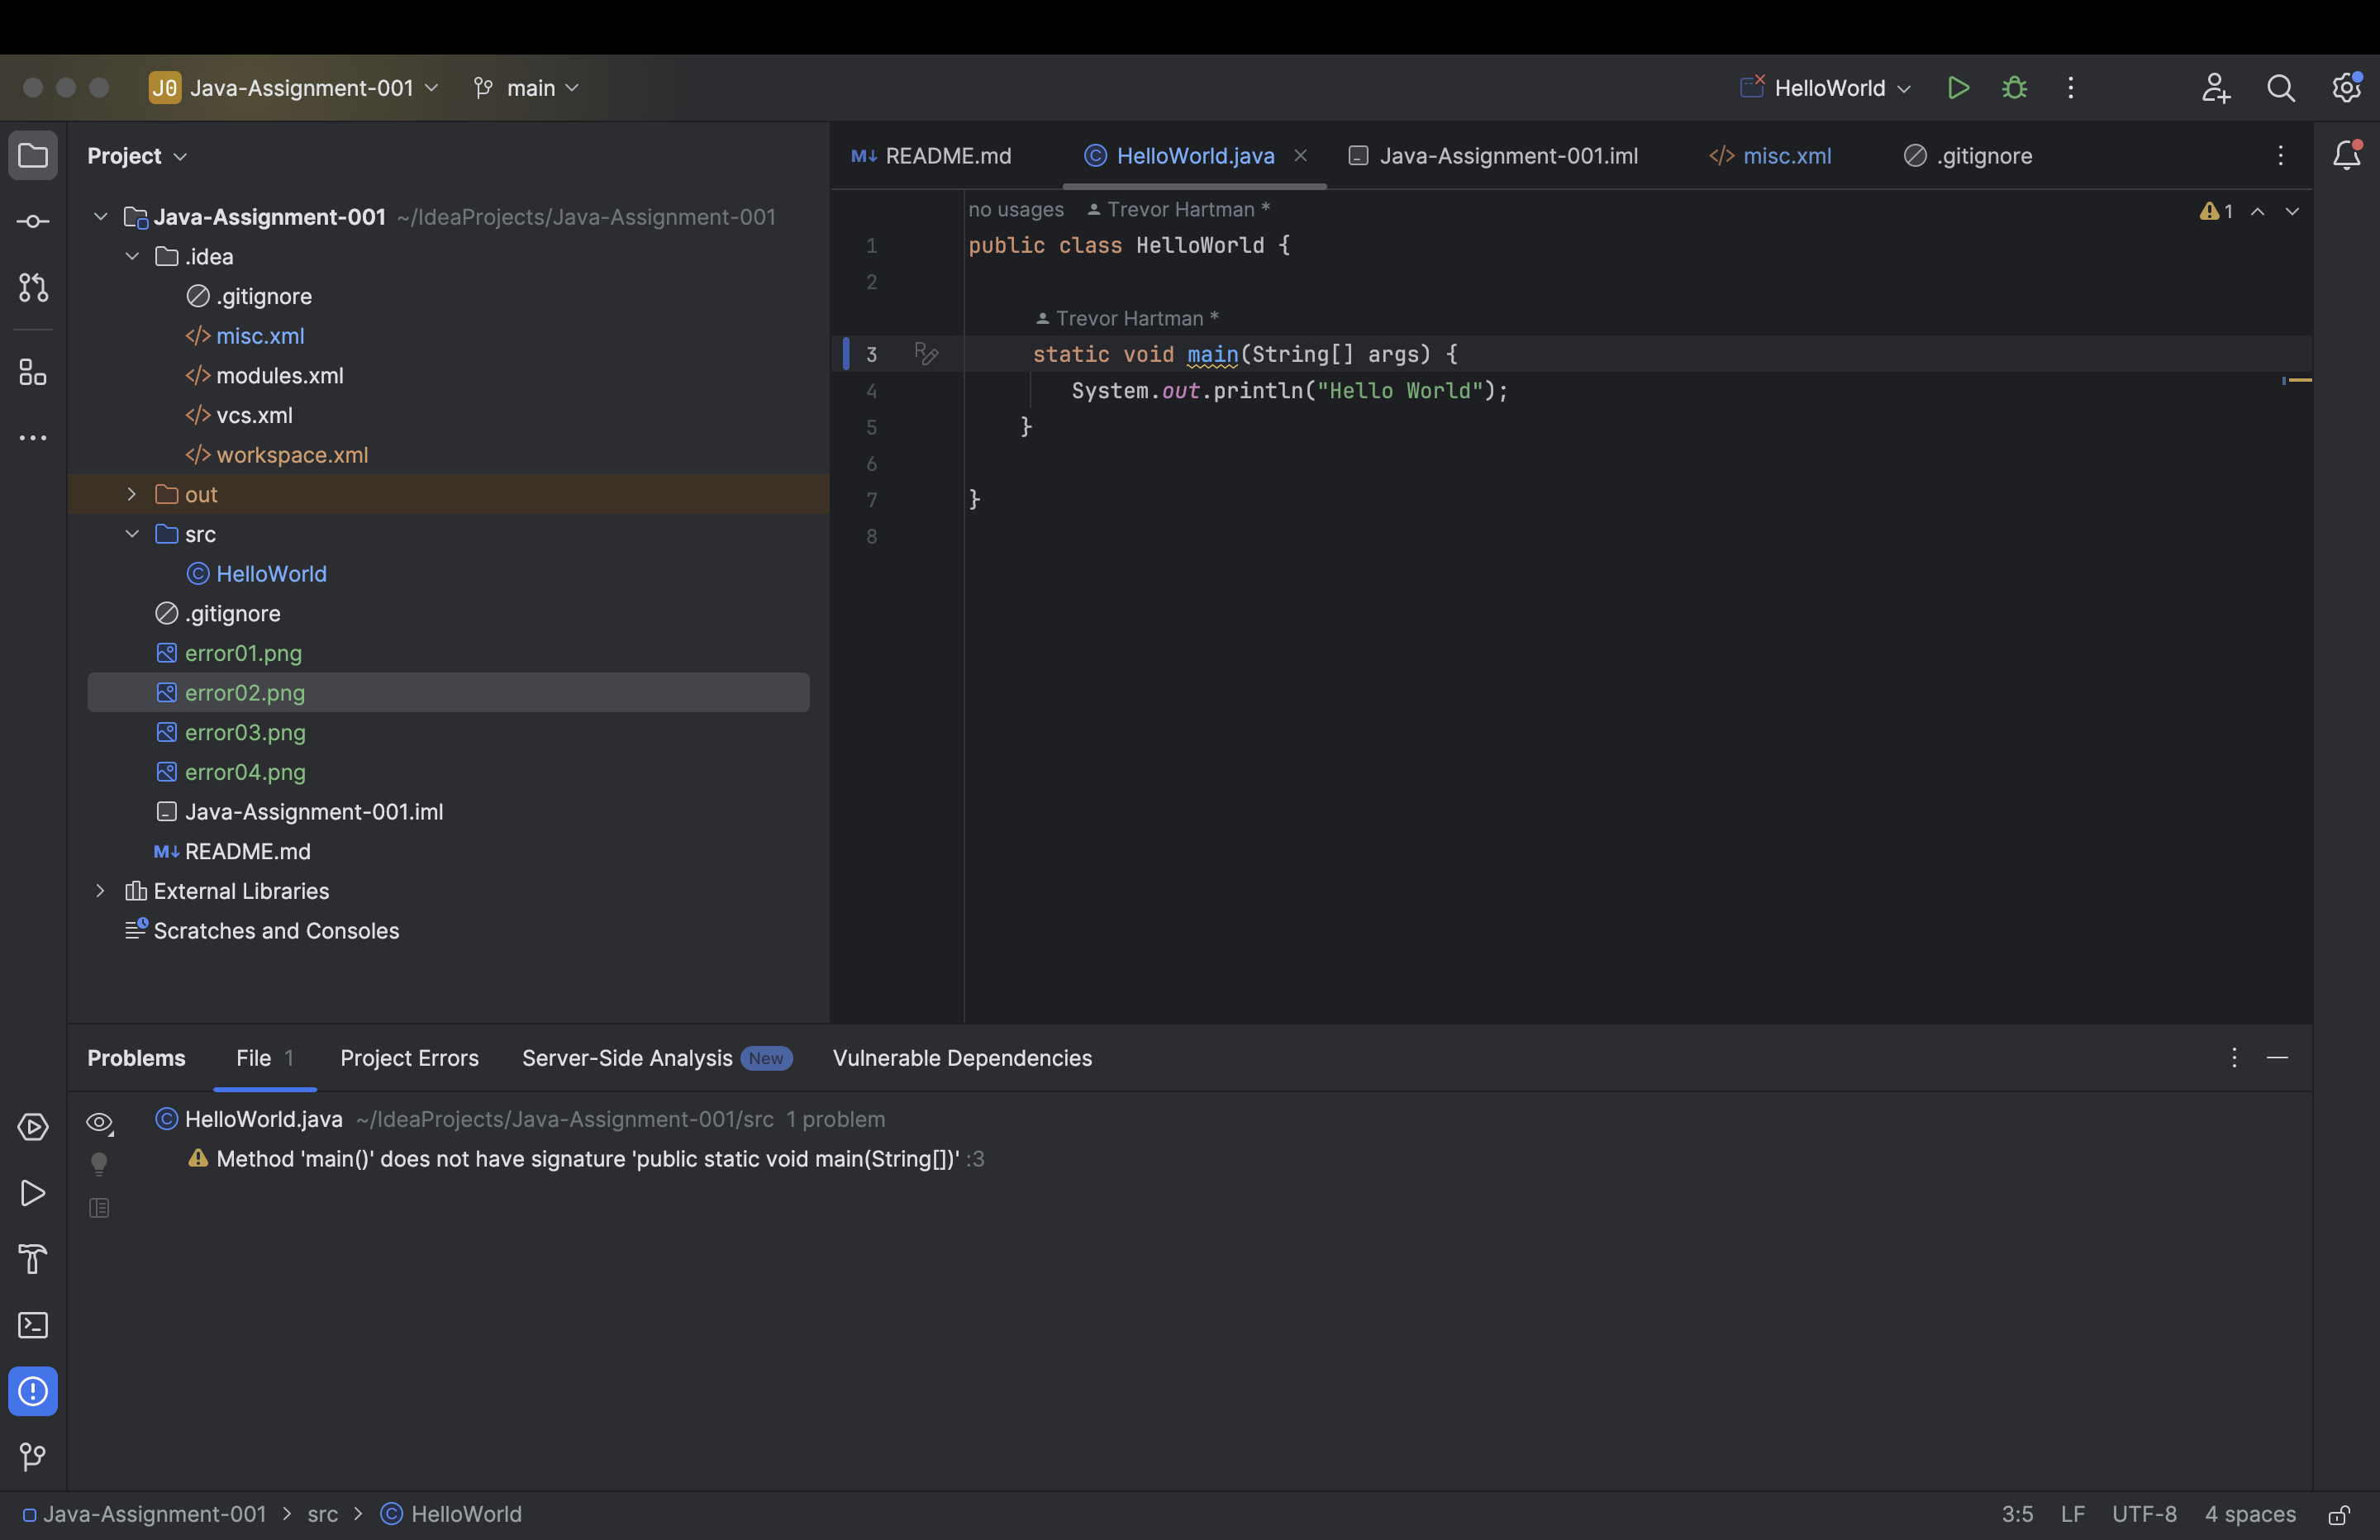 J0 Java-Assignment-001 main HelloWorld
Project
Java-Assignment-001 ~/IdeaProjects/Java-Assignment-001
.idea
.gitignore
misc.xml
modules.xml
vcs.xml
workspace.xml
out
src
HelloWorld
.gitignore
error01.png
error02.png
error03.png
error04.png
Java-Assignment-001.iml
README.md
External Libraries
Scratches and Consoles
README.md HelloWorld.java Java-Assignment-001.iml misc.xml .gitignore
no usages Trevor Hartman *
1
1 public class HelloWorld {
2
Trevor Hartman *
3 static void main(String[] args) {
4 System.out.println("Hello World");
5 }
6
7 }
8
Problems File 1 Project Errors Server-Side Analysis New Vulnerable Dependencies
HelloWorld.java ~/IdeaProjects/Java-Assignment-001/src 1 problem
Method 'main()' does not have signature 'public static void main(String[])' :3
Java-Assignment-001 > src > HelloWorld
3:5 LF UTF-8 4 spaces